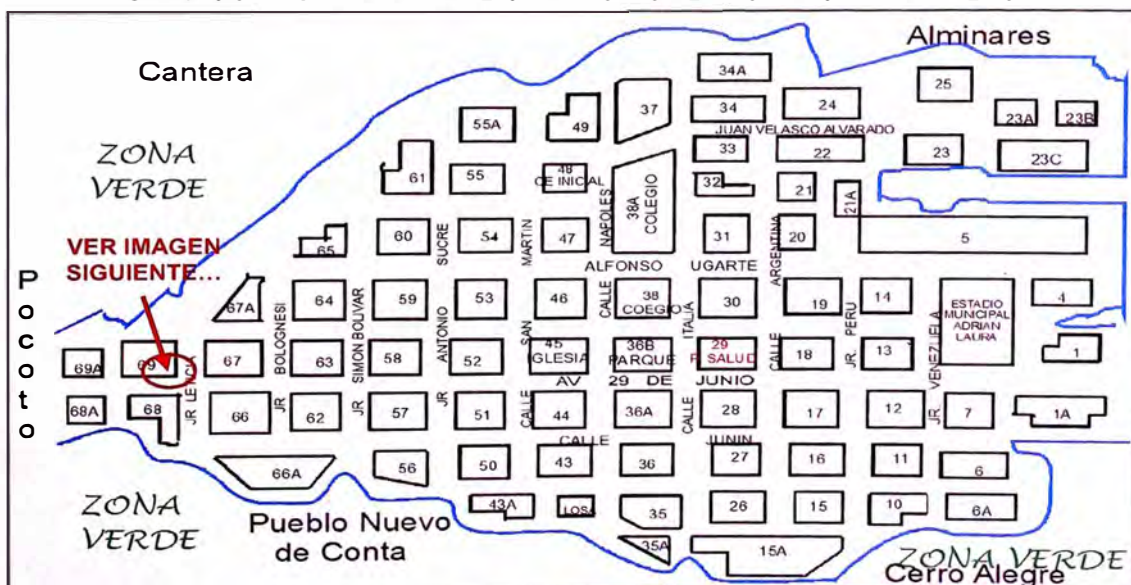 Alminares
Cantera
34A
25
37
34
24
23A
23B
55A
49
JUAN VELASCO ALVARADO
33
22
23
23C
ZONA
VERDE
61
55
48
CE INICIAL
32
21
21A
38A
COLEGIO
NAPOLES
VER IMAGEN
SIGUIENTE...
65
60
SUCRE
54
MARTIN
47
31
ARGENTINA
20
5
ALFONSO UGARTE
Pocoto
67A
64
59
53
46
CALLE
38
COEGIOS
30
19
14
ESTADIO
MUNICIPAL
ADRIAN
LAURA
4
BOLOGNESI
SIMON BOLIVAR
ANTONIO
SAN
ITALIA
PERU
VENEZUELA
69A
69
67
63
58
52
45
IGLESIA
36B
PARQUE
29
P. SALUD
CALLE
18
JR.
13
1
AV 29 DE JUNIO
68A
68
JR
66
JR
62
JR
57
JR
51
CALLE
44
36A
CALLE
28
17
12
JR.
7
1A
CALLE JUNIN
66A
56
50
43
36
27
16
11
6
43A
LOSA
35
26
15
10
6A
ZONA
VERDE
Pueblo Nuevo
de Conta
35A
15A
ZONA VERDE
Cerro Alegre